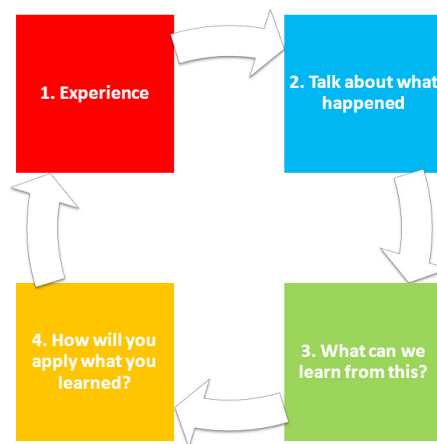 1. Experience
2. Talk about what
happened
3. What can we
learn from this?
4. How will you
apply what you
learned?